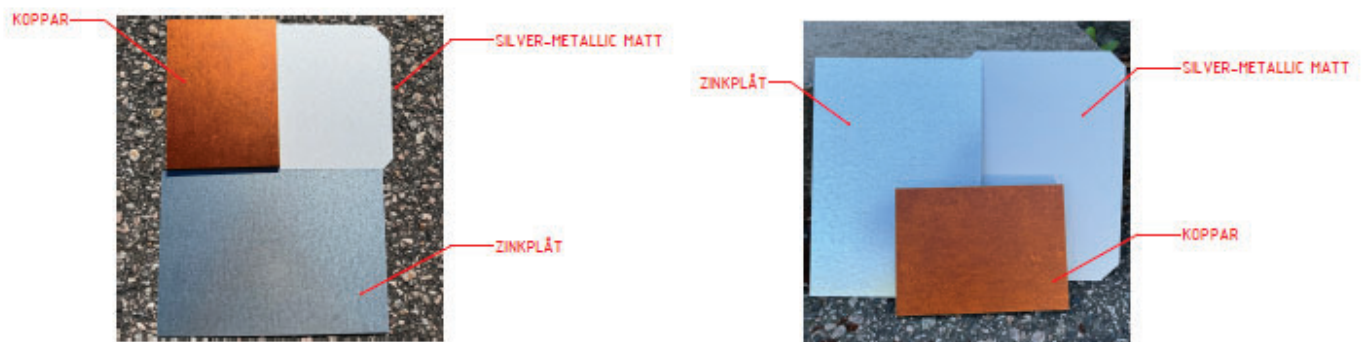 KOPPAR
SILVER-METALLIC MATT
ZINKPLÅT
ZINKPLÅT
SILVER-METALLIC MATT
KOPPAR